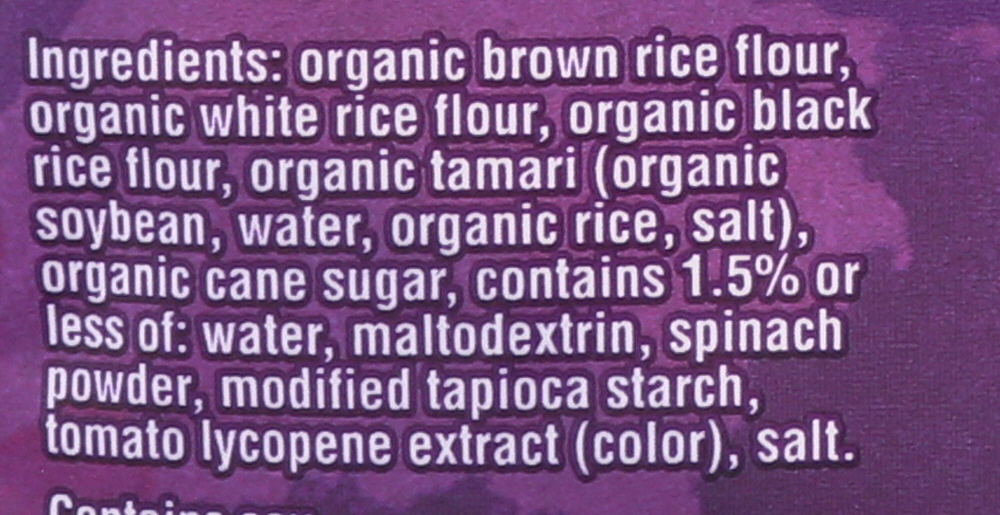 Ingredients: organic brown rice flour,
organic white rice flour, organic black
rice flour, organic tamari (organic
soybean, water, organic rice, salt),
organic cane sugar, contains 1.5% or
less of: water, maltodextrin, spinach
powder, modified tapioca starch,
tomato lycopene extract (color), salt.
Contains